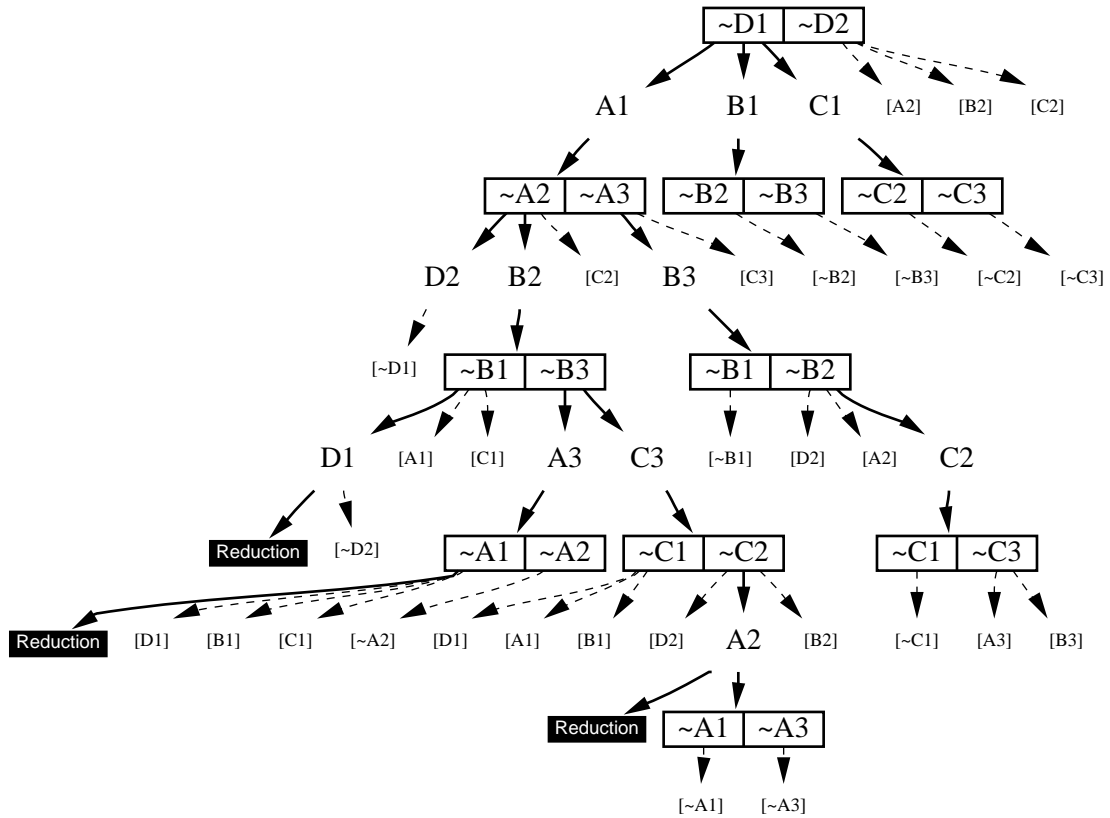 ~D1 ~D2
A1 B1 C1 [A2] [B2] [C2]
~A2 ~A3 ~B2 ~B3 ~C2 ~C3
D2 B2 [C2] B3 [C3] [~B2] [~B3] [~C2] [~C3]
[~D1] ~B1 ~B3 ~B1 ~B2
D1 [A1] [C1] A3 C3 [~B1] [D2] [A2] C2
Reduction [~D2] ~A1 ~A2 ~C1 ~C2 ~C1 ~C3
Reduction [D1] [B1] [C1] [~A2] [D1] [A1] [B1] [D2] A2 [B2] [~C1] [A3] [B3]
Reduction ~A1 ~A3
[~A1] [~A3]